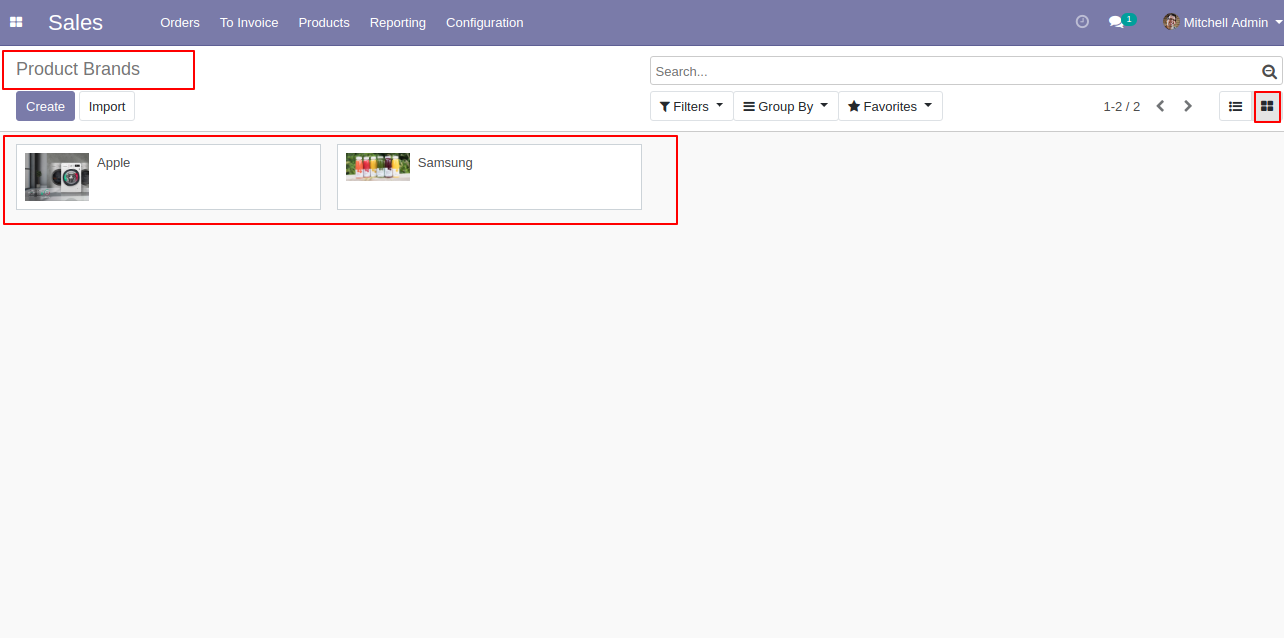 Sales Orders To Invoice Products Reporting Configuration 1 Mitchell Admin
Product Brands
Search...
Create Import Filters Group By Favorites 1-2 / 2
Apple Samsung